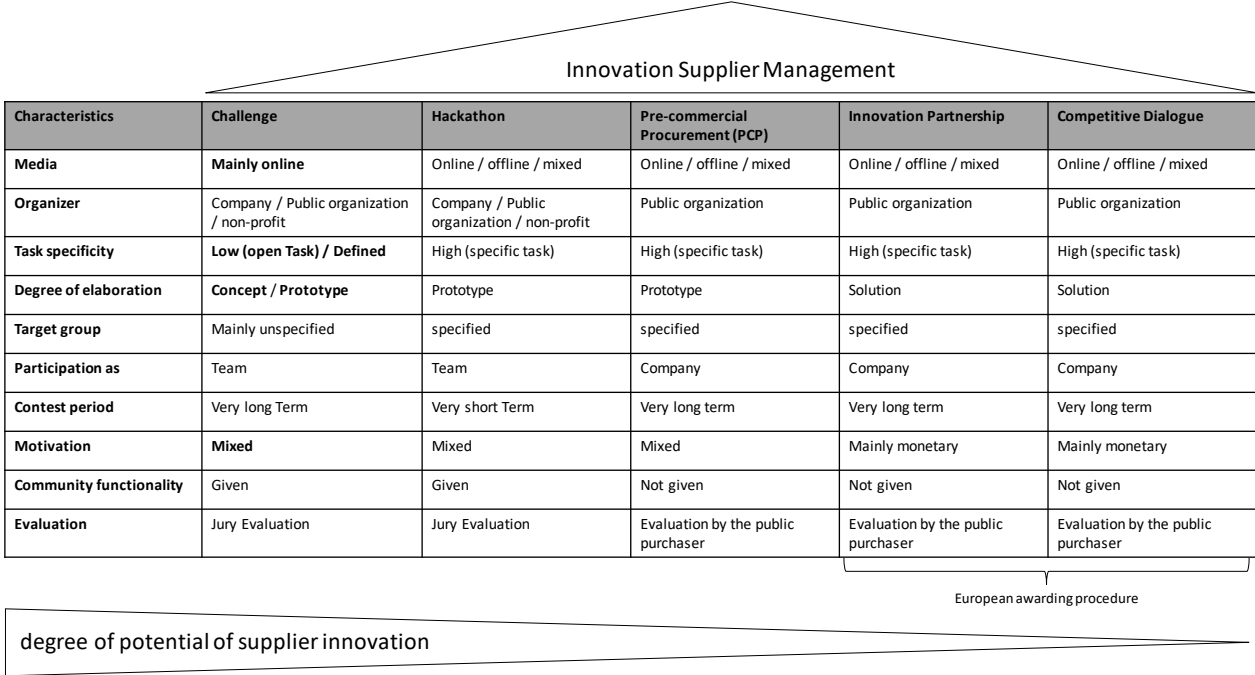 Innovation Supplier Management
Characteristics Challenge Hackathon Pre-commercial Procurement (PCP) Innovation Partnership Competitive Dialogue
Media Mainly online Online / offline / mixed Online / offline / mixed Online / offline / mixed Online / offline / mixed
Organizer Company / Public organization / non-profit Company / Public organization / non-profit Public organization Public organization Public organization
Task specificity Low (open Task) / Defined High (specific task) High (specific task) High (specific task) High (specific task)
Degree of elaboration Concept / Prototype Prototype Prototype Solution Solution
Target group Mainly unspecified specified specified specified specified
Participation as Team Team Company Company Company
Contest period Very long Term Very short Term Very long term Very long term Very long term
Motivation Mixed Mixed Mixed Mainly monetary Mainly monetary
Community functionality Given Given Not given Not given Not given
Evaluation Jury Evaluation Jury Evaluation Evaluation by the public purchaser Evaluation by the public purchaser Evaluation by the public purchaser
European awarding procedure
degree of potential of supplier innovation